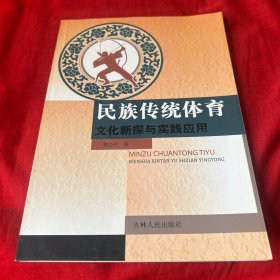 民族传统体育
文化新探与实践应用
著
MINZU CHUANTONG TIYU
WENHUA XINTAN YU SHIJIAN YINGYONG
吉林人民出版社